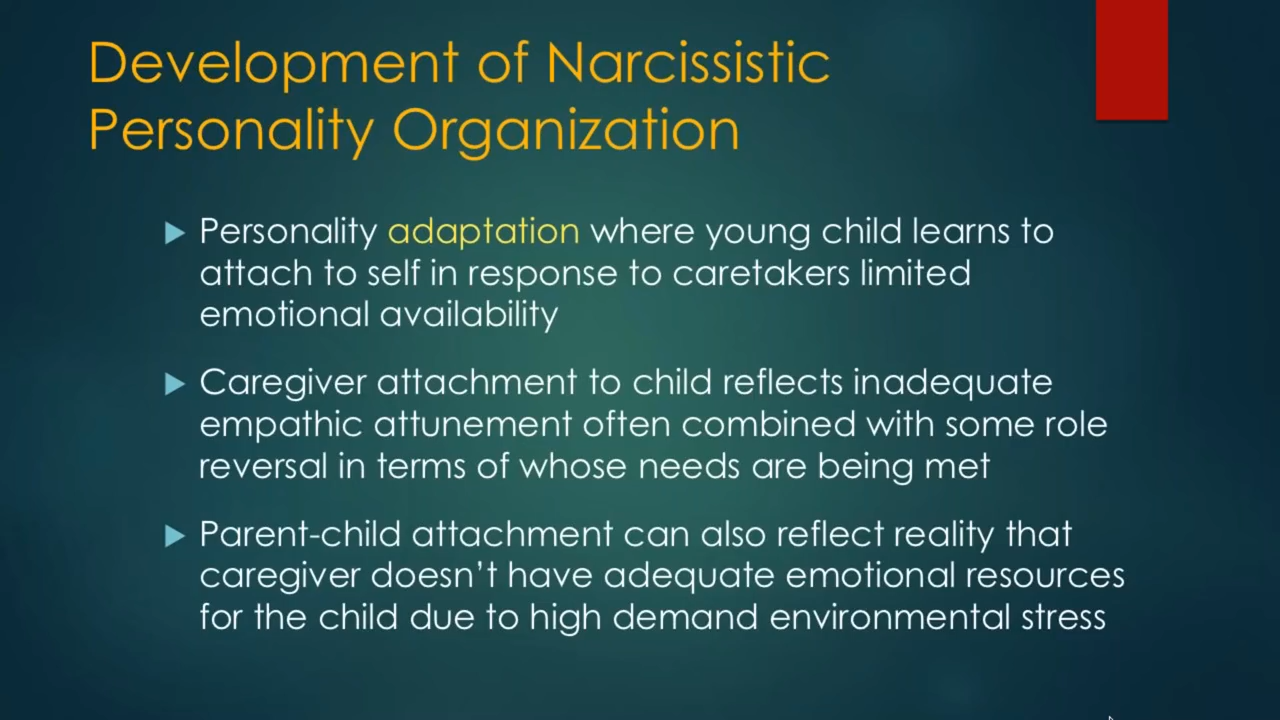 Development of Narcissistic
Personality Organization
Personality adaptation where young child learns to
attach to self in response to caretakers limited
emotional availability
Caregiver attachment to child reflects inadequate
empathic attunement often combined with some role
reversal in terms of whose needs are being met
Parent-child attachment can also reflect reality that
caregiver doesn’t have adequate emotional resources
for the child due to high demand environmental stress